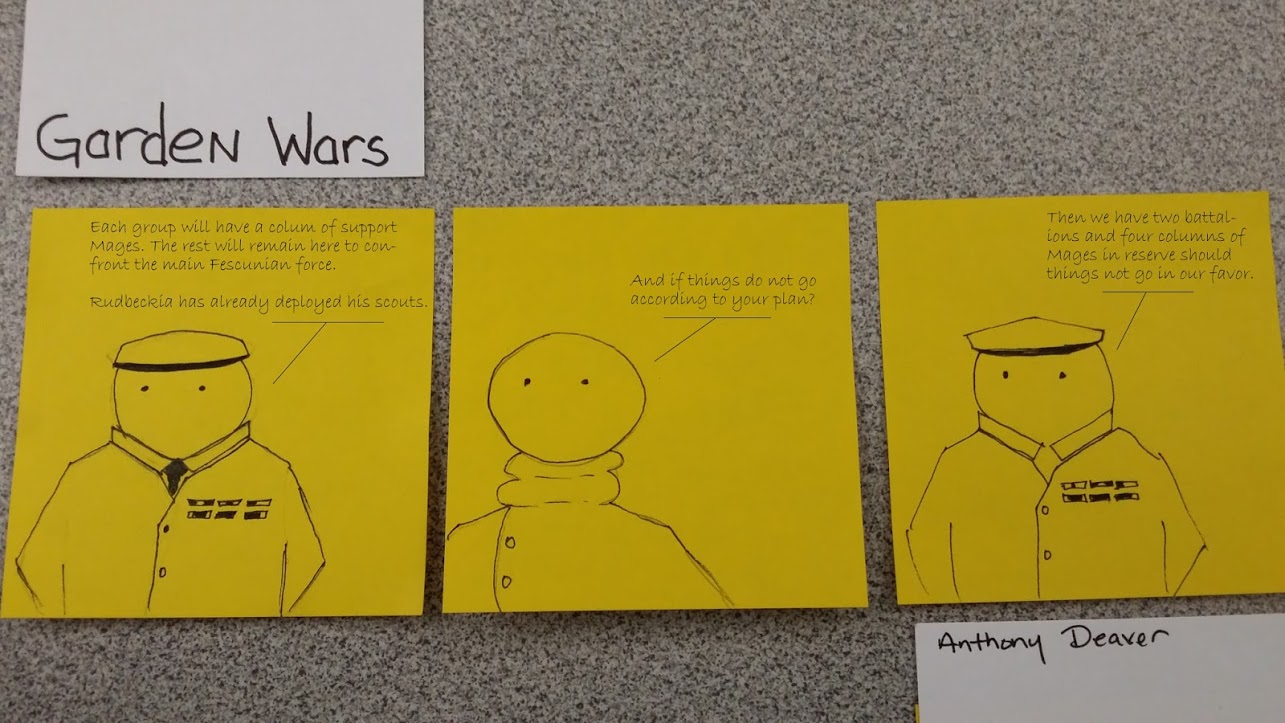 Garden Wars
Each group will have a colum of support
Mages. The rest will remain here to con-
front the main Fescunian force.
Rudbeckia has already deployed his scouts.
And if things do not go
according to your plan?
Then we have two battal-
ions and four columns of
Mages in reserve should
things not go in our favor.
Anthony Deaver